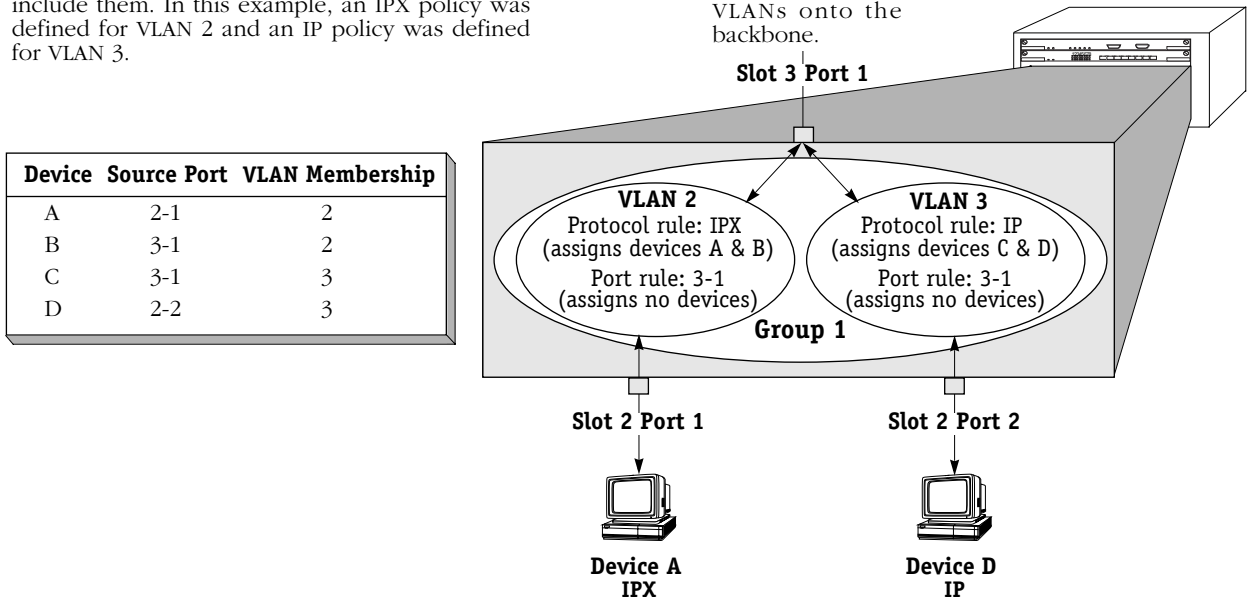 include them. In this example, an IPX policy was
defined for VLAN 2 and an IP policy was defined
for VLAN 3.
VLANs onto the
backbone.
Slot 3 Port 1
Device Source Port VLAN Membership
A 2-1 2
B 3-1 2
C 3-1 3
D 2-2 3
VLAN 2
Protocol rule: IPX
(assigns devices A & B)
Port rule: 3-1
(assigns no devices)
VLAN 3
Protocol rule: IP
(assigns devices C & D)
Port rule: 3-1
(assigns no devices)
Group 1
Slot 2 Port 1
Slot 2 Port 2
Device A
IPX
Device D
IP